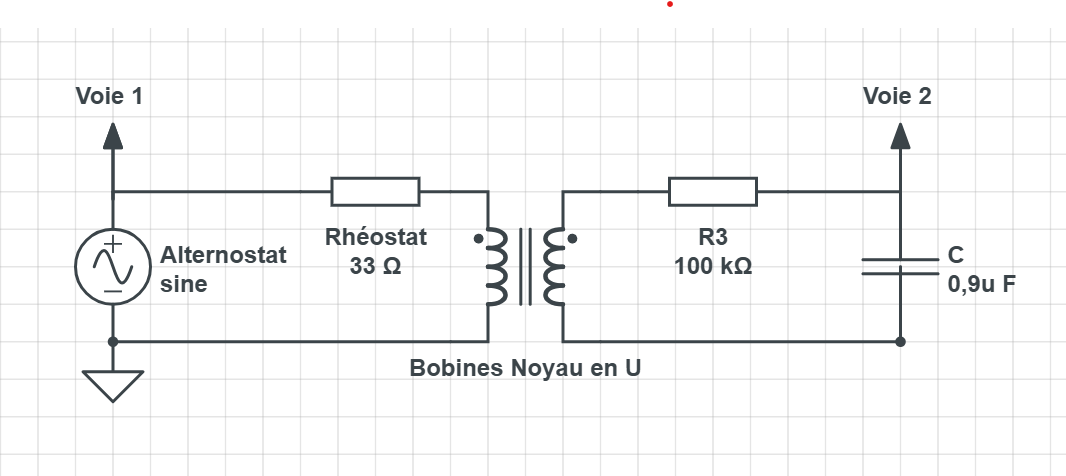 Voie 1
Voie 2
Alternostat
sine
Rhéostat
33 Ω
R3
100 kΩ
C
0,9u F
Bobines Noyau en U